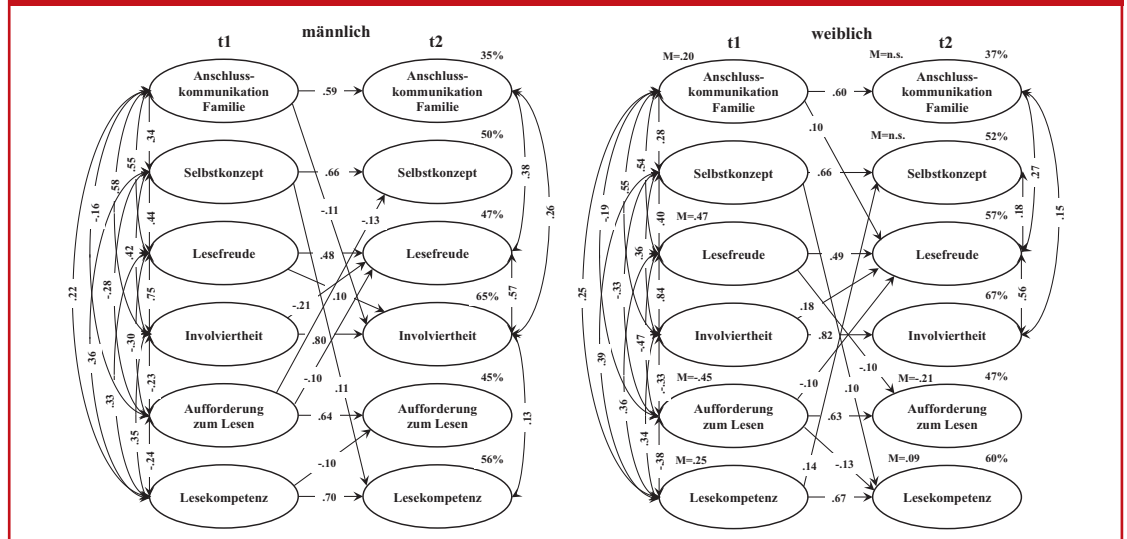 männlich
t1
t2
35%
Anschluss-
kommunikation
Familie
.59
Anschluss-
kommunikation
Familie
.34
50%
.55
.58
Selbstkonzept
.66
Selbstkonzept
.38
-.16
.26
.44
-.11
-.13
47%
.42
Lesefreude
.48
Lesefreude
-.28
.22
.75
-.21
.10
65%
.57
-.30
Involviertheit
.80
Involviertheit
.36
-.23
-.10
.11
45%
.33
Aufforderung
zum Lesen
.64
Aufforderung
zum Lesen
.13
.35
-.24
-.10
56%
Lesekompetenz
.70
Lesekompetenz
weiblich
t1
t2
M=.20
M=n.s.
37%
Anschluss-
kommunikation
Familie
.60
Anschluss-
kommunikation
Familie
.10
.28
M=n.s.
52%
.54
.55
Selbstkonzept
.66
Selbstkonzept
.27
-.19
.18
.15
.40
M=.47
57%
.36
Lesefreude
.49
Lesefreude
-.33
.25
.84
.18
67%
.56
-.47
Involviertheit
.82
Involviertheit
.39
-.33
M=-.45
-.10
-.10
.10
M=-.21
47%
.36
Aufforderung
zum Lesen
.63
Aufforderung
zum Lesen
.34
-.38
M=.25
-.13
.14
M=.09
60%
Lesekompetenz
.67
Lesekompetenz